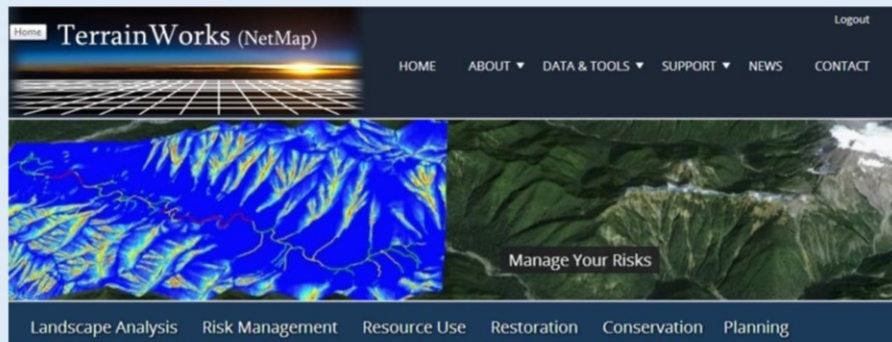 Logout
Home
TerrainWorks (NetMap)
HOME ABOUT ▼ DATA & TOOLS ▼ SUPPORT ▼ NEWS CONTACT
Manage Your Risks
Landscape Analysis Risk Management Resource Use Restoration Conservation Planning